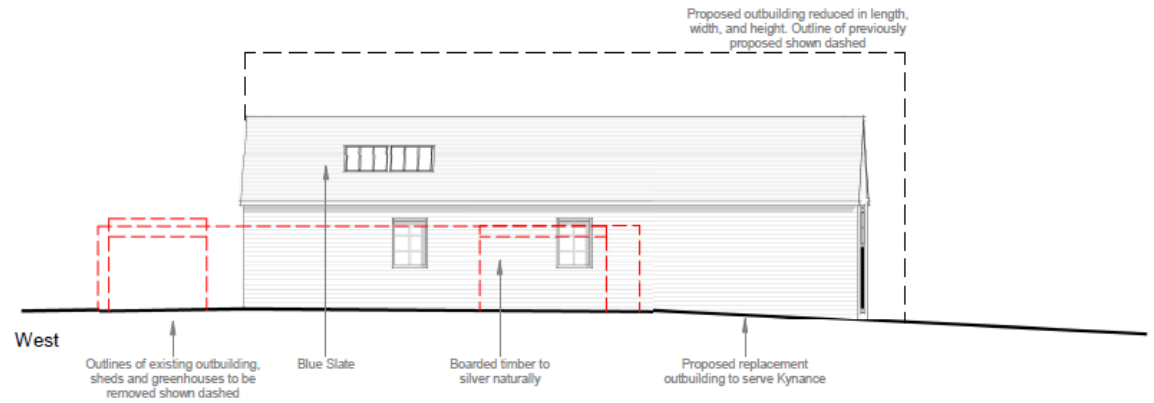 Proposed outbuilding reduced in length,
width, and height. Outline of previously
proposed shown dashed
West
Outlines of existing outbuilding,
sheds and greenhouses to be
removed shown dashed
Blue Slate
Boarded timber to
silver naturally
Proposed replacement
outbuilding to serve Kynance